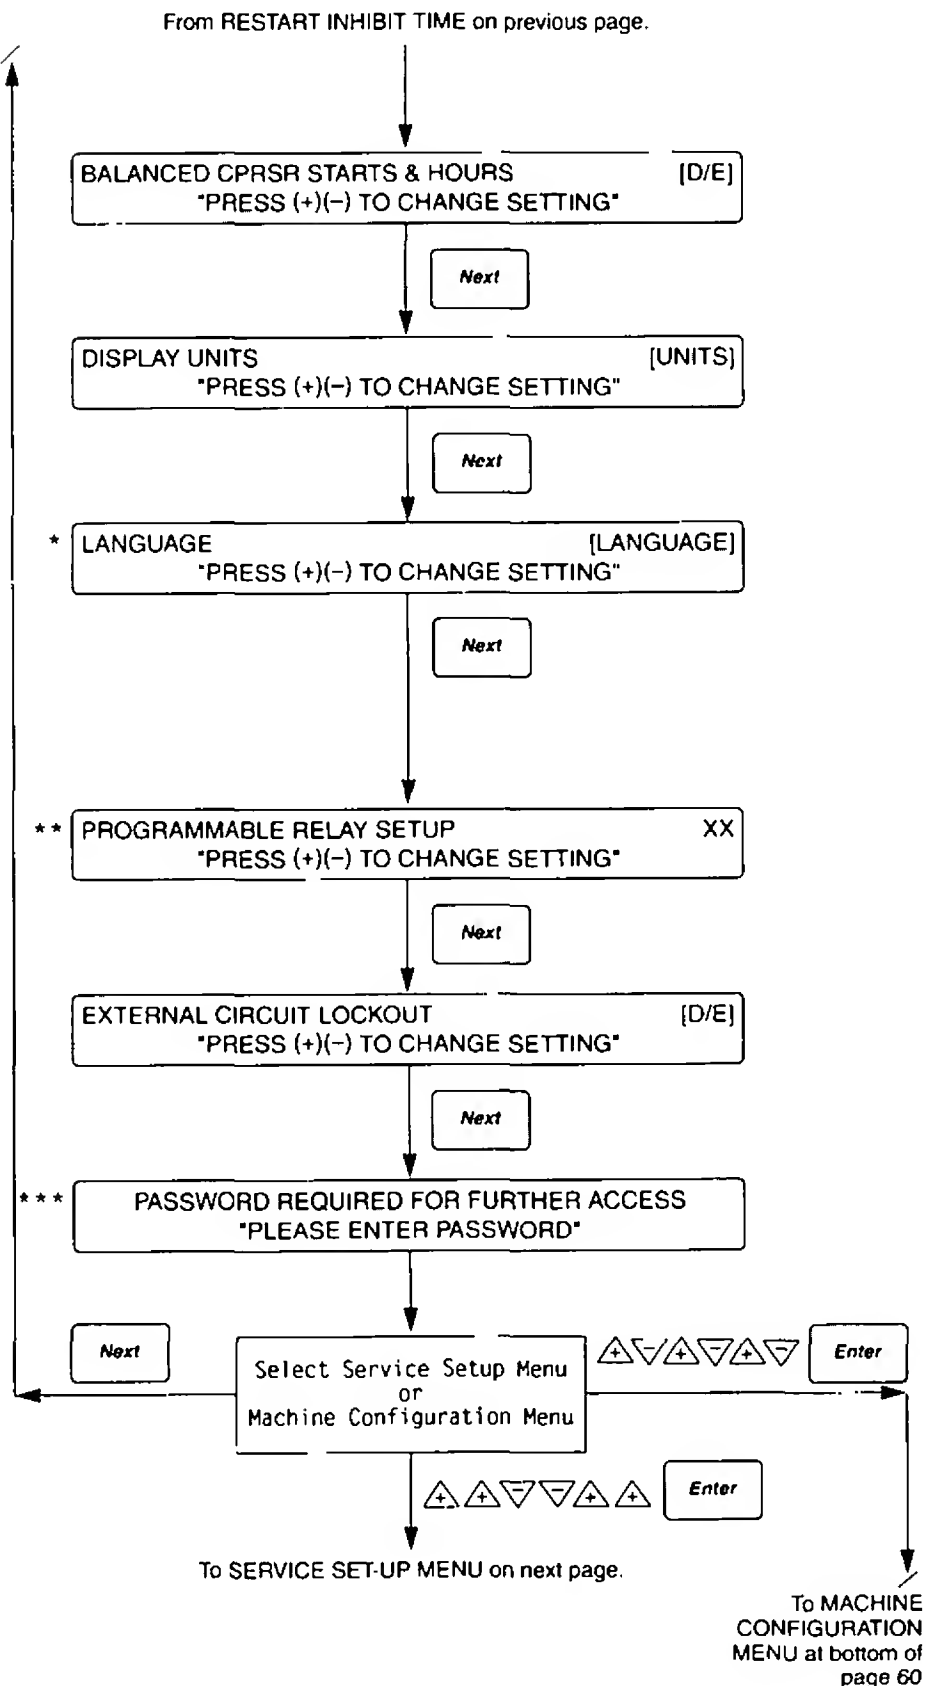 From RESTART INHIBIT TIME on previous page.
BALANCED CPRSR STARTS & HOURS [D/E]
"PRESS (+)(−) TO CHANGE SETTING"
Next
DISPLAY UNITS [UNITS]
"PRESS (+)(−) TO CHANGE SETTING"
Next
* LANGUAGE [LANGUAGE]
"PRESS (+)(−) TO CHANGE SETTING"
Next
** PROGRAMMABLE RELAY SETUP XX
"PRESS (+)(−) TO CHANGE SETTING"
Next
EXTERNAL CIRCUIT LOCKOUT [D/E]
"PRESS (+)(−) TO CHANGE SETTING"
Next
*** PASSWORD REQUIRED FOR FURTHER ACCESS
"PLEASE ENTER PASSWORD"
Next
Select Service Setup Menu
or
Machine Configuration Menu
+ − + − + − Enter
+ + − − + + Enter
To SERVICE SET-UP MENU on next page.
To MACHINE
CONFIGURATION
MENU at bottom of
page 60